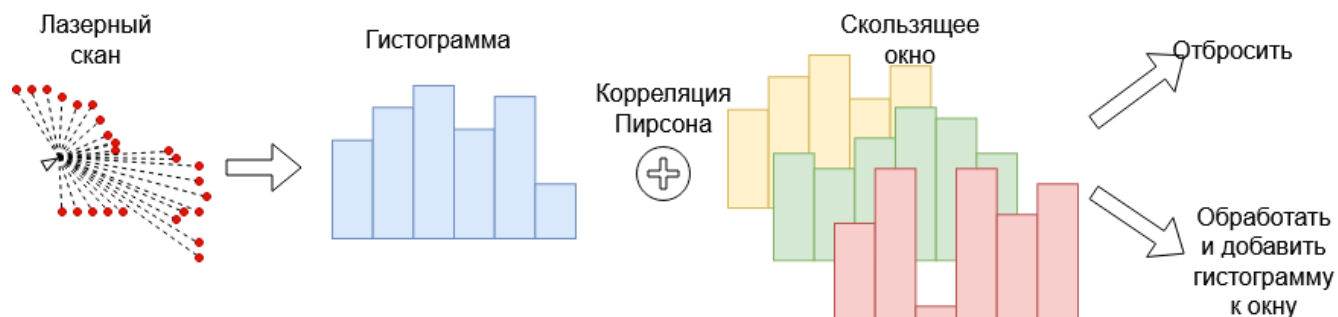 Лазерный
скан
Гистограмма
Корреляция
Пирсона
Скользящее
окно
Отбросить
Обработать
и добавить
гистограмму
к окну